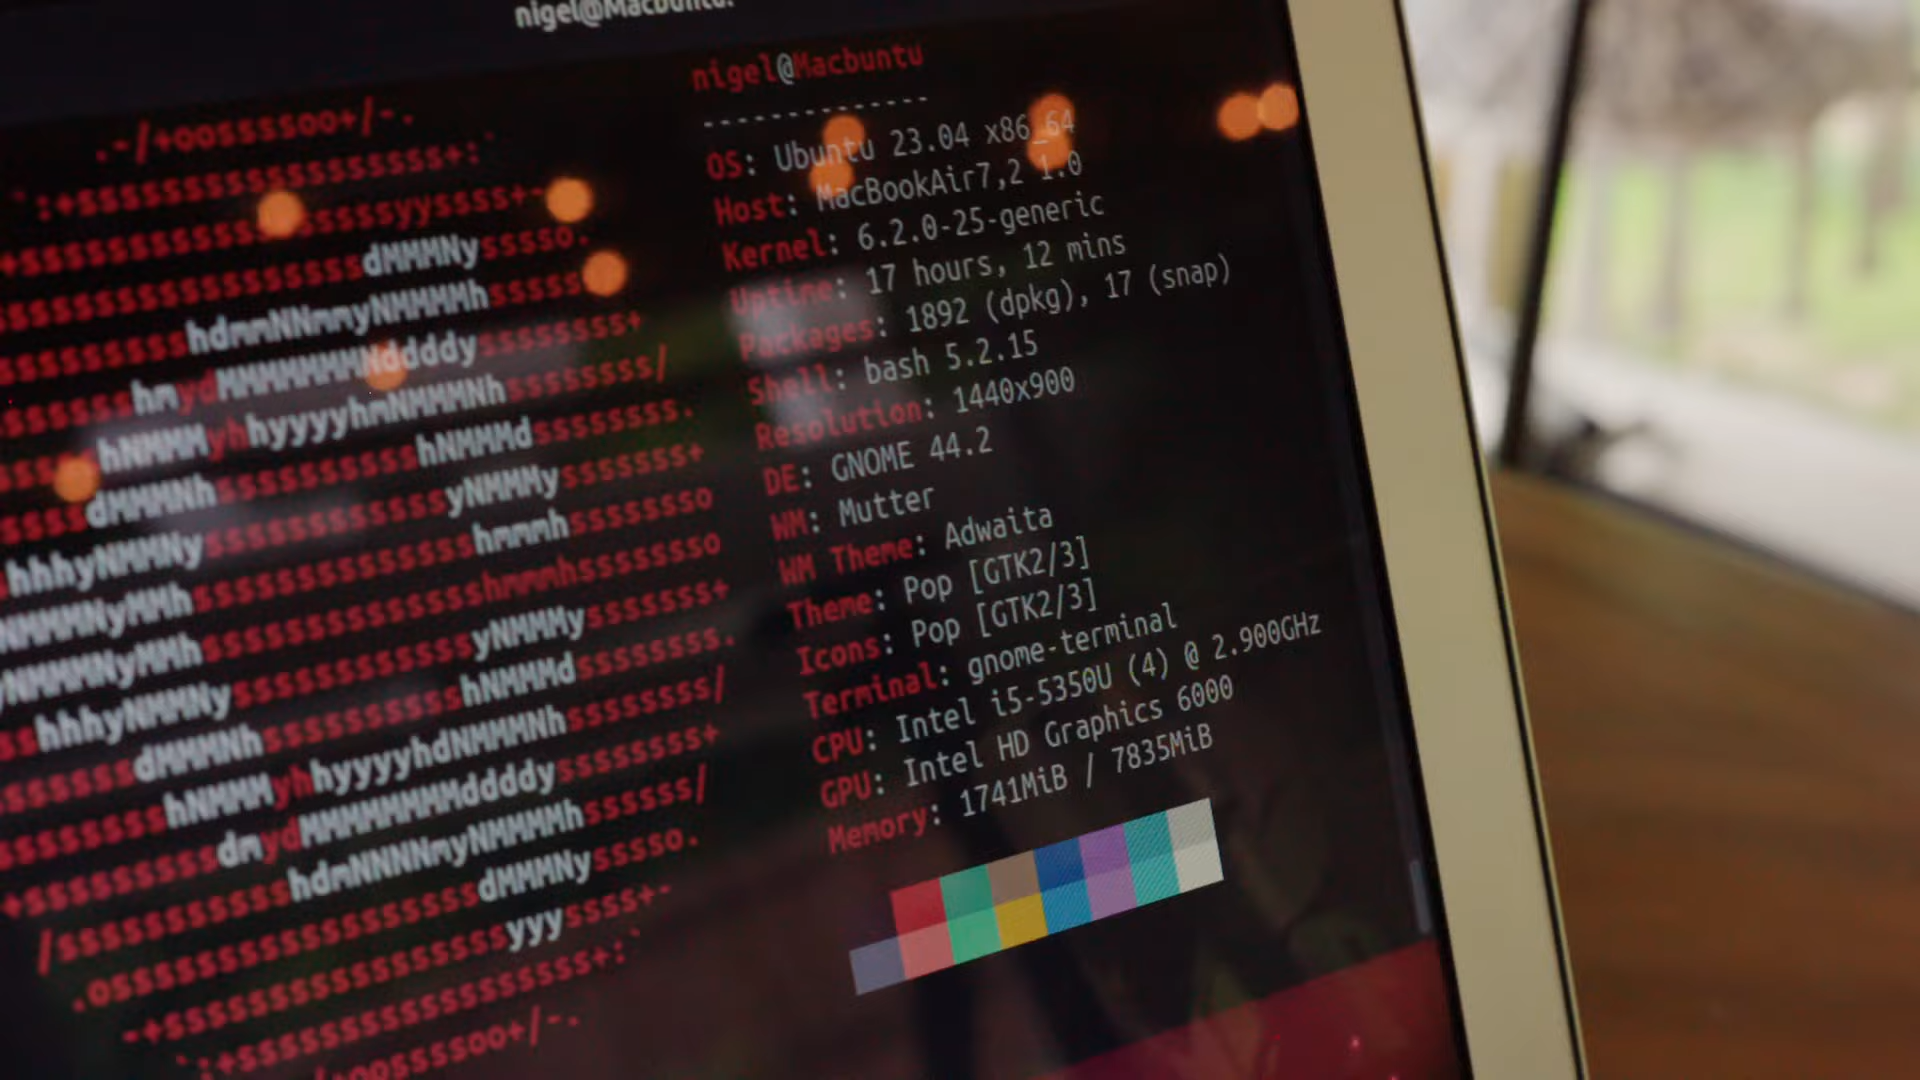 nigel@Macbuntu:
nigel@Macbuntu
--------------
OS: Ubuntu 23.04 x86_64
Host: MacBookAir7,2 1.0
Kernel: 6.2.0-25-generic
Uptime: 17 hours, 12 mins
Packages: 1892 (dpkg), 17 (snap)
Shell: bash 5.2.15
Resolution: 1440x900
DE: GNOME 44.2
WM: Mutter
WM Theme: Adwaita
Theme: Pop [GTK2/3]
Icons: Pop [GTK2/3]
Terminal: gnome-terminal
CPU: Intel i5-5350U (4) @ 2.900GHz
GPU: Intel HD Graphics 6000
Memory: 1741MiB / 7835MiB